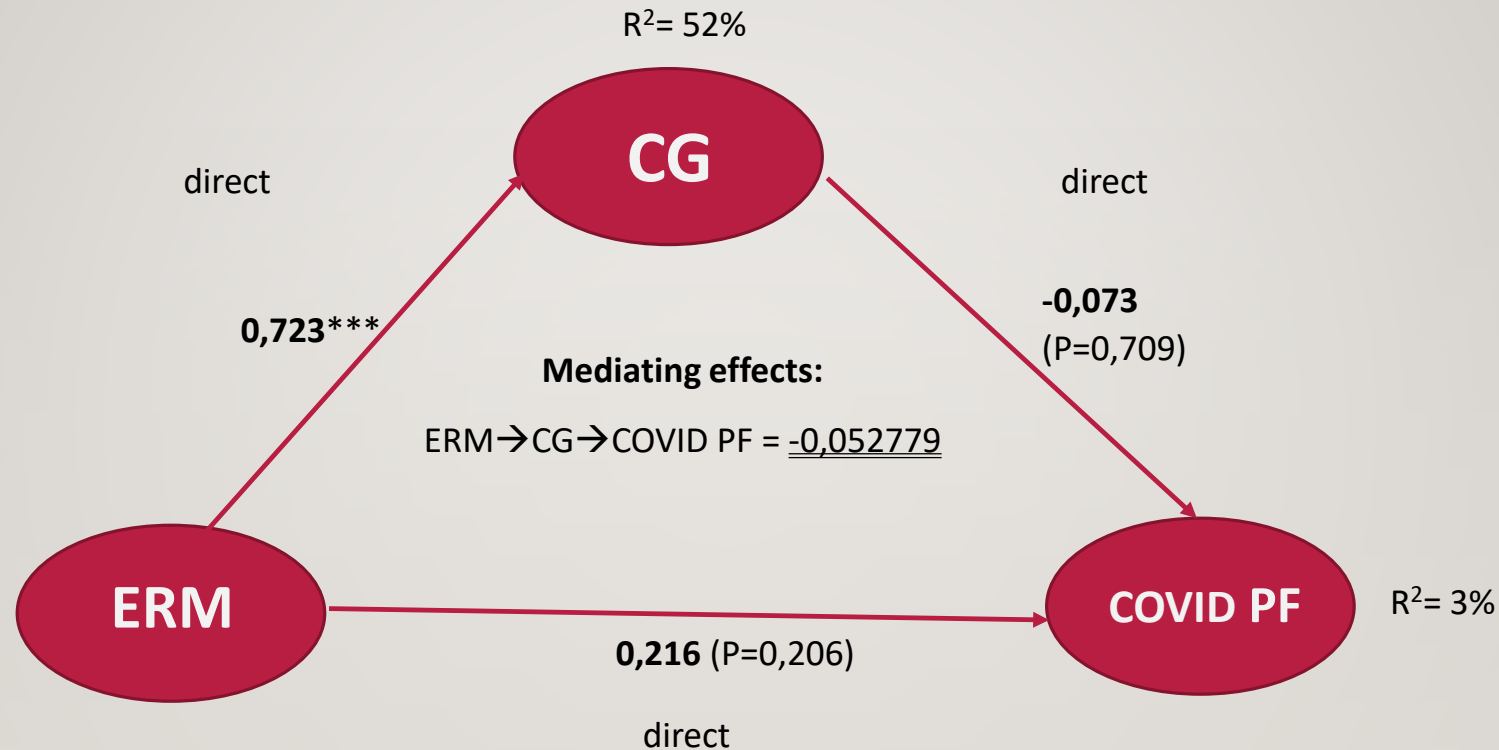 R²= 52%
CG
direct
direct
-0,073
(P=0,709)
0,723***
Mediating effects:
ERM→CG→COVID PF = -0,052779
ERM
COVID PF
R²= 3%
0,216 (P=0,206)
direct